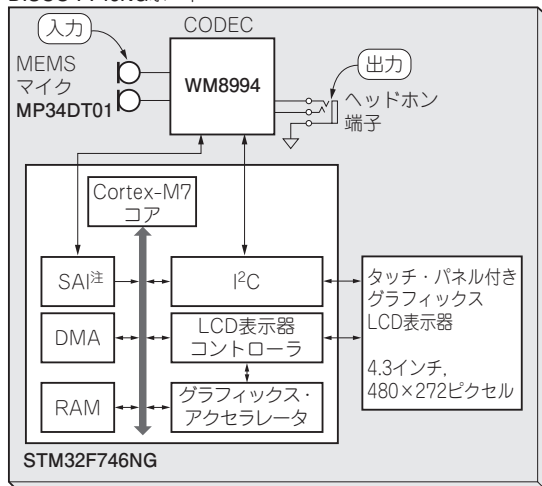 入力
CODEC
MEMS
マイク
MP34DT01
WM8994
出力
ヘッドホン
端子
Cortex-M7
コア
SAI注
I²C
DMA
LCD表示器
コントローラ
RAM
グラフィックス・
アクセラレータ
タッチ・パネル付き
グラフィックス
LCD表示器
4.3インチ，
480×272ピクセル
STM32F746NG